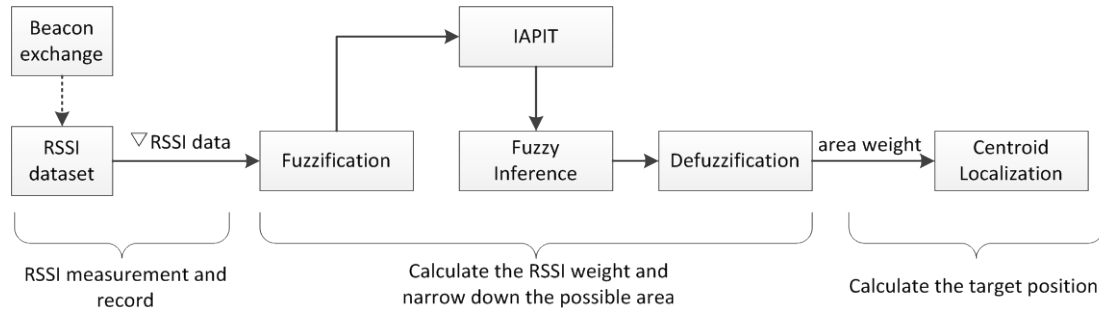 Beacon
exchange
IAPIT
RSSI
dataset
▽RSSI data
Fuzzification
Fuzzy
Inference
Defuzzification
area weight
Centroid
Localization
RSSI measurement and
record
Calculate the RSSI weight and
narrow down the possible area
Calculate the target position